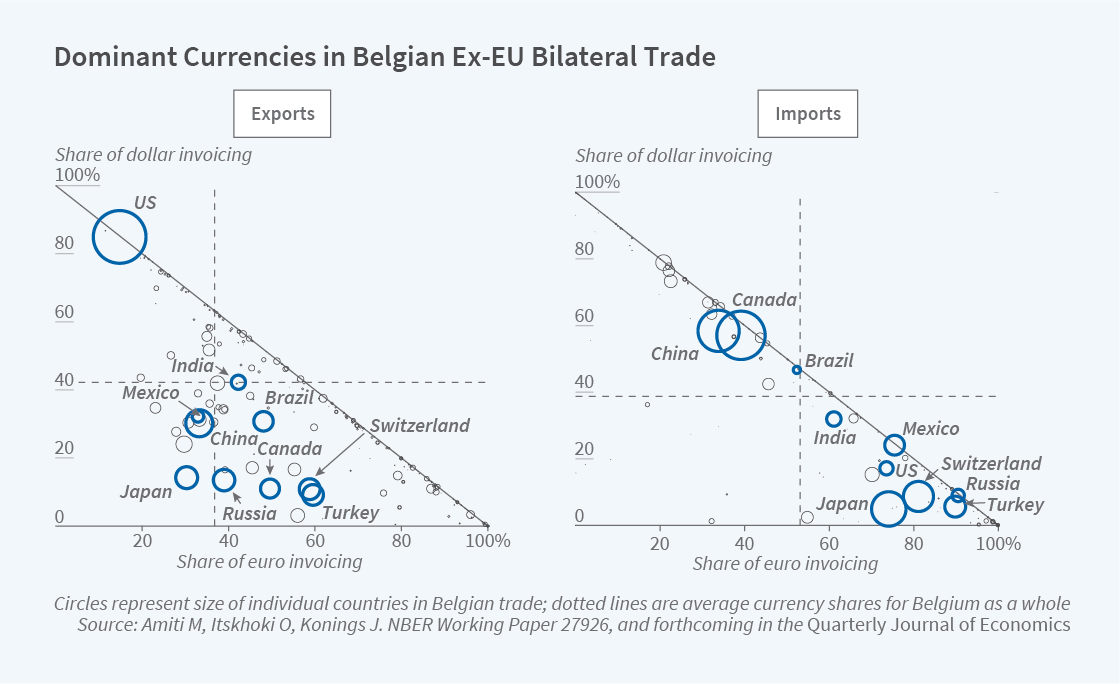 Dominant Currencies in Belgian Ex-EU Bilateral Trade
Exports
Share of dollar invoicing
100%
US
80
60
India
40
Mexico
Brazil
Switzerland
China
Canada
20
Japan
Russia
Turkey
0
20
40
60
80
100%
Share of euro invoicing
Imports
Share of dollar invoicing
100%
80
60
Canada
China
Brazil
40
India
Mexico
20
US
Switzerland
Russia
Japan
Turkey
0
20
40
60
80
100%
Share of euro invoicing
Circles represent size of individual countries in Belgian trade; dotted lines are average currency shares for Belgium as a whole
Source: Amiti M, Itskhoki O, Konings J. NBER Working Paper 27926, and forthcoming in the Quarterly Journal of Economics